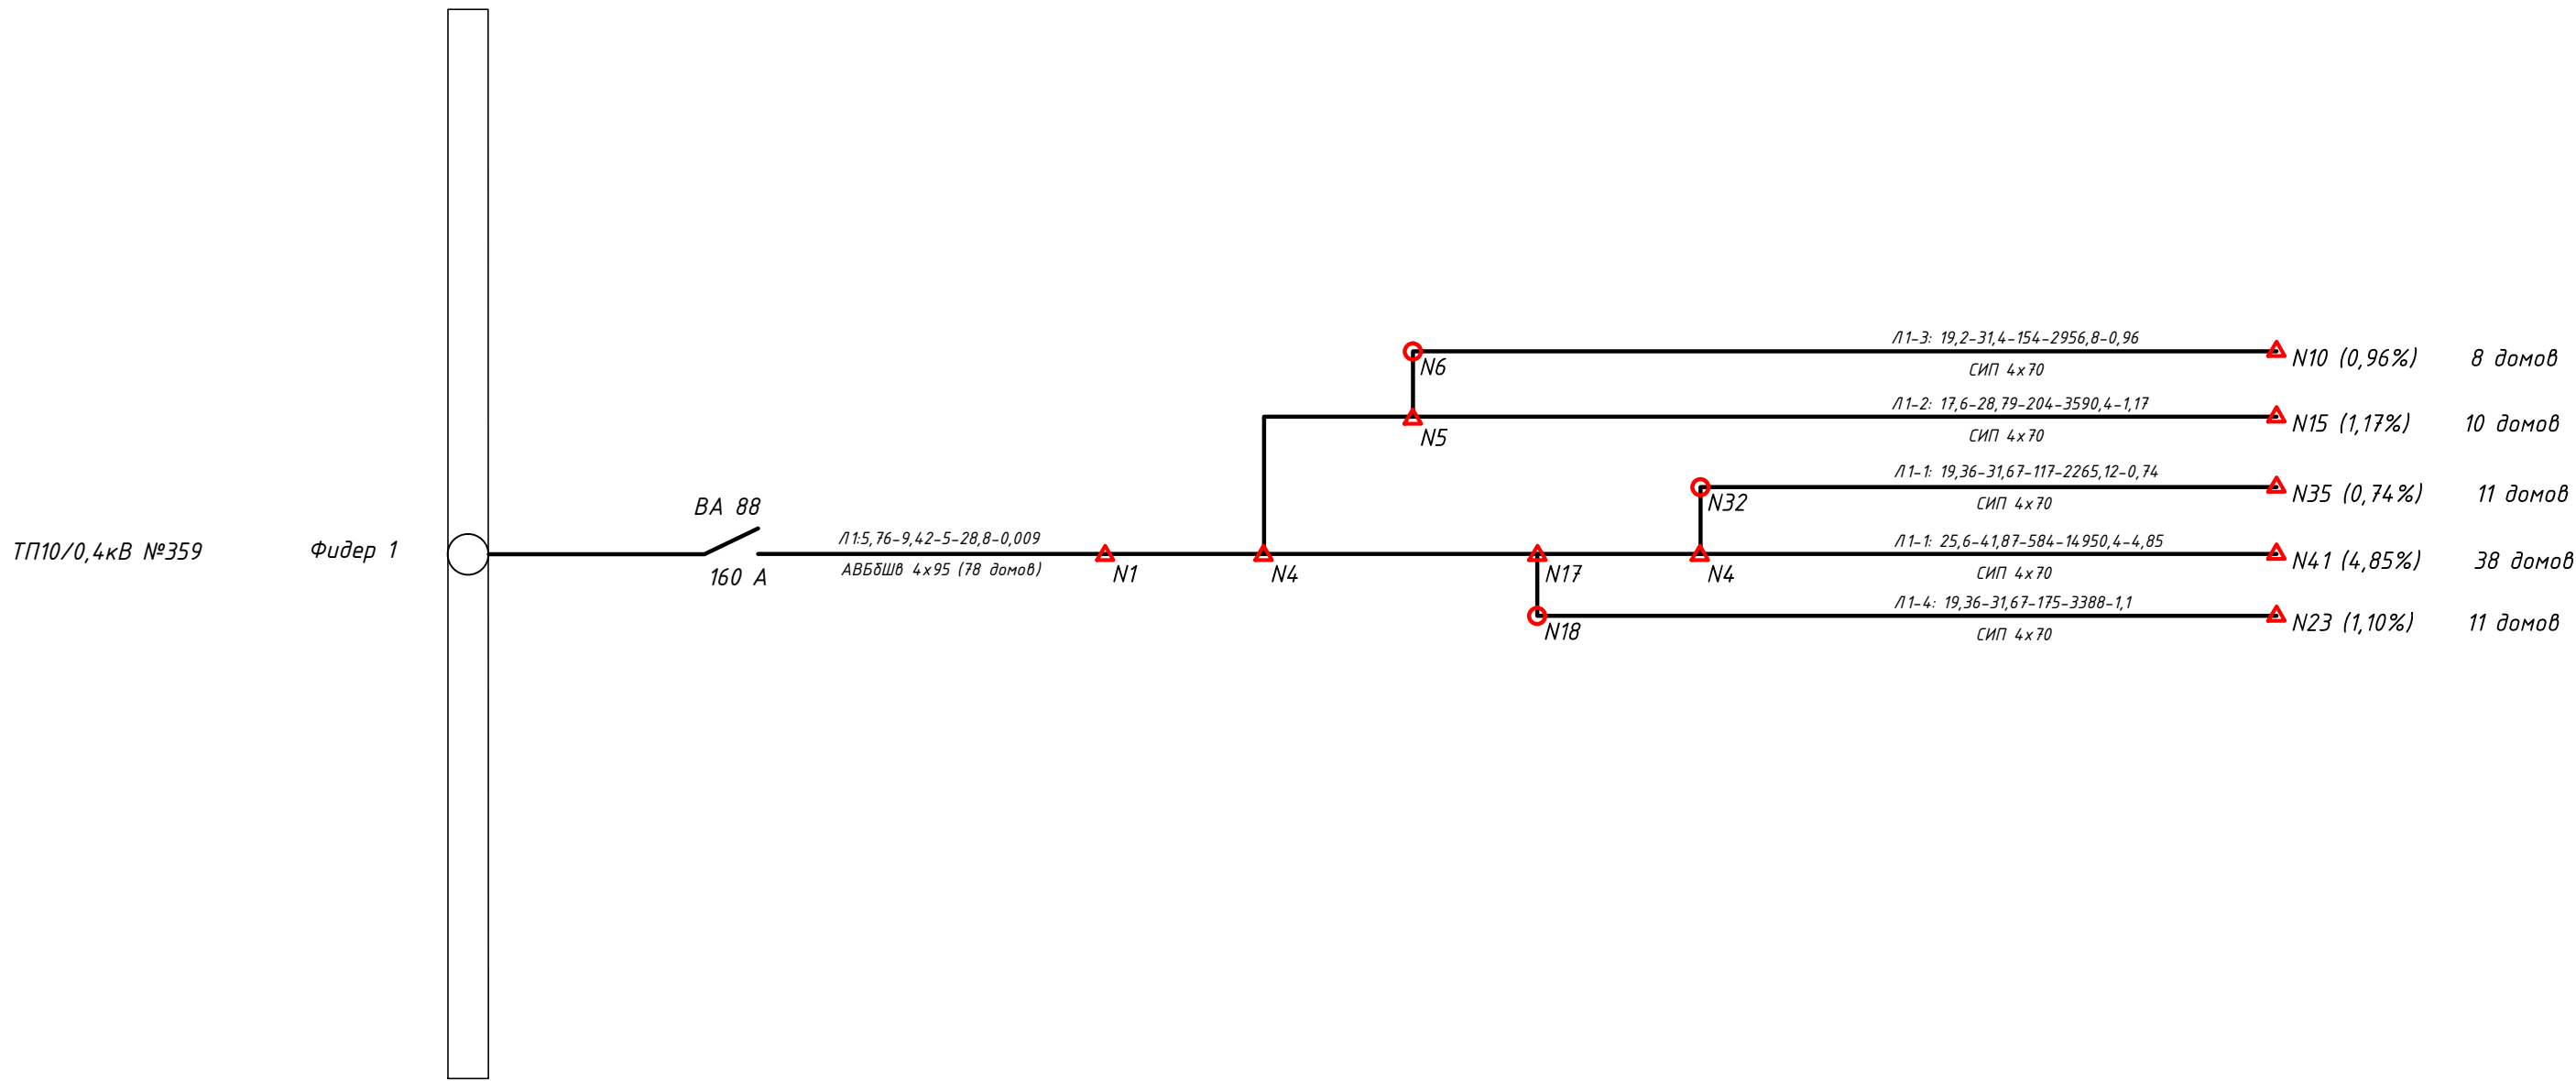 Л1-3: 19,2-31,4-154-2956,8-0,96
N6
N10 (0,96%) 8 домов
СИП 4х70
Л1-2: 17,6-28,79-204-3590,4-1,17
N5
N15 (1,17%) 10 домов
СИП 4х70
Л1-1: 19,36-31,67-117-2265,12-0,74
N32
N35 (0,74%) 11 домов
СИП 4х70
ВА 88
160 А
ТП10/0,4кВ №359
Фидер 1
Л1:5,76-9,42-5-28,8-0,009
АВБбШв 4х95 (78 домов)
N1
N4
N17
N4
Л1-1: 25,6-41,87-584-14950,4-4,85
N41 (4,85%) 38 домов
СИП 4х70
Л1-4: 19,36-31,67-175-3388-1,1
N18
N23 (1,10%) 11 домов
СИП 4х70